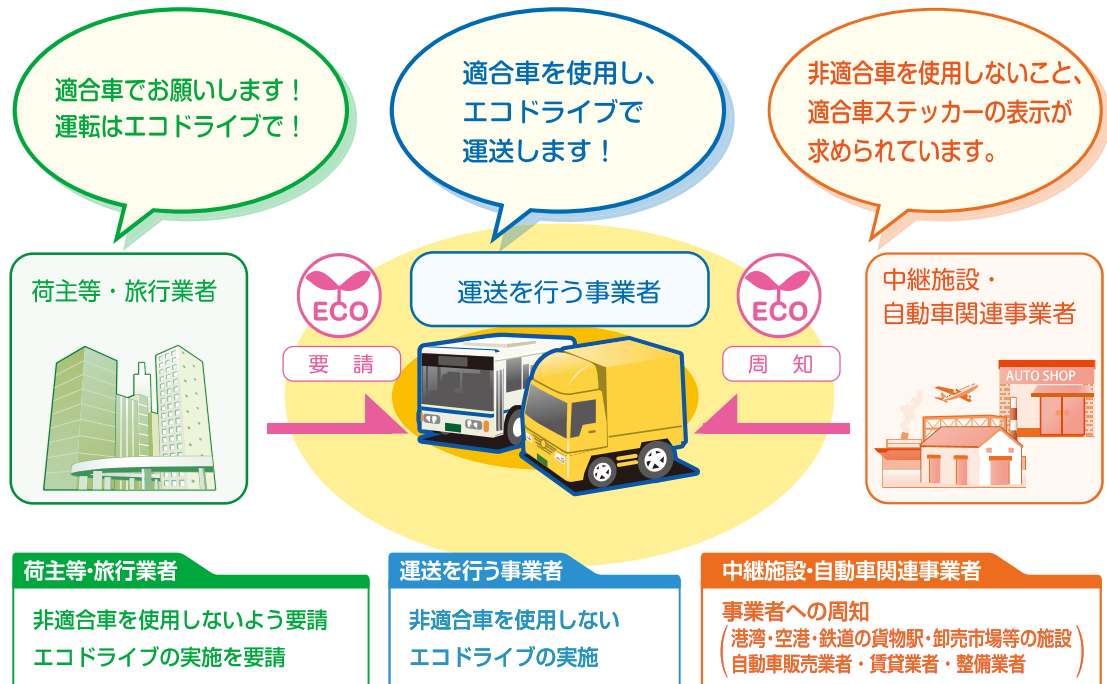 適合車でお願いします！
運転はエコドライブで！
適合車を使用し、
エコドライブで
運送します！
非適合車を使用しないこと、
適合車ステッカーの表示が
求められています。
荷主等・旅行業者
ECO
要 請
運送を行う事業者
ECO
周 知
中継施設・
自動車関連事業者
AUTO SHOP
荷主等・旅行業者
非適合車を使用しないよう要請
エコドライブの実施を要請
運送を行う事業者
非適合車を使用しない
エコドライブの実施
中継施設・自動車関連事業者
事業者への周知
（港湾・空港・鉄道の貨物駅・卸売市場等の施設
自動車販売業者・賃貸業者・整備業者）